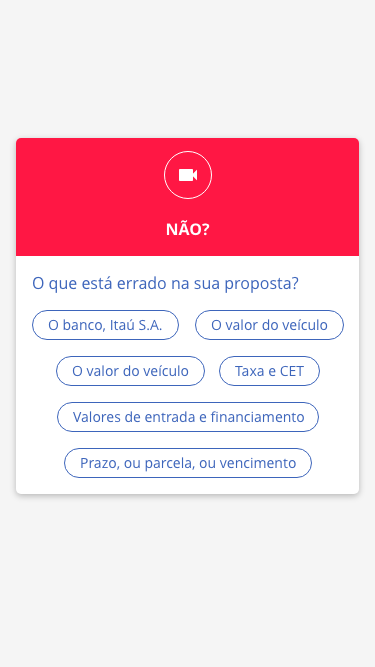 NÃO?
O que está errado na sua proposta?
O banco, Itaú S.A.
O valor do veículo
O valor do veículo
Taxa e CET
Valores de entrada e financiamento
Prazo, ou parcela, ou vencimento